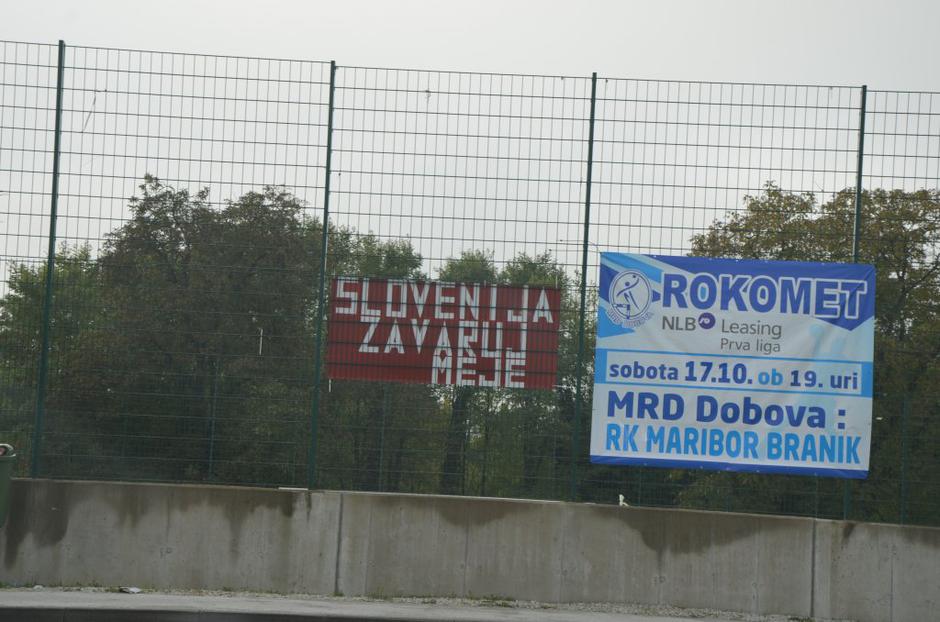 SLOVENIJA
ZAVARUJ
MEJE
ROKOMET
NLB Leasing
Prva liga
sobota 17.10. ob 19. uri
MRD Dobova :
RK MARIBOR BRANIK